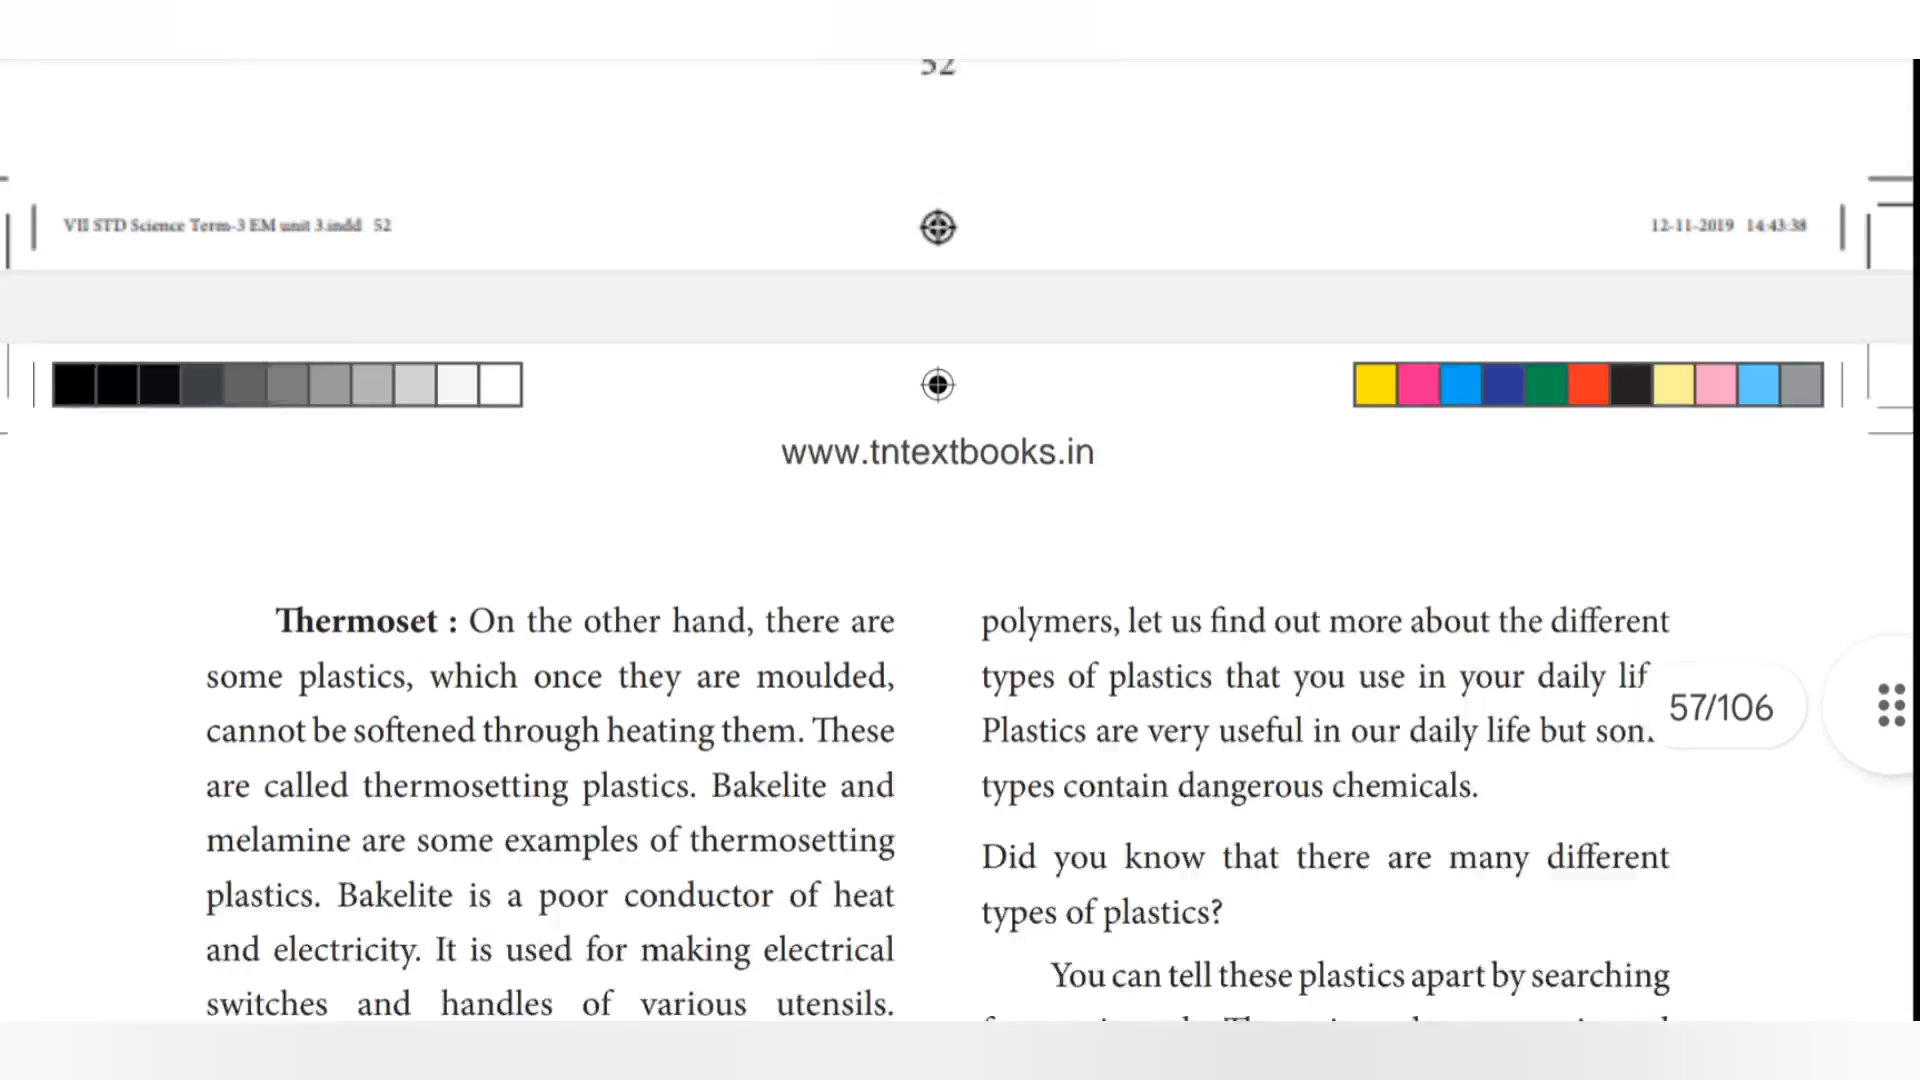 52
VII STD Science Term-3 EM unit 3.indd 52
12-11-2019 14:43:38
www.tntextbooks.in
Thermoset : On the other hand, there are
some plastics, which once they are moulded,
cannot be softened through heating them. These
are called thermosetting plastics. Bakelite and
melamine are some examples of thermosetting
plastics. Bakelite is a poor conductor of heat
and electricity. It is used for making electrical
switches and handles of various utensils.
polymers, let us find out more about the different
types of plastics that you use in your daily lif
Plastics are very useful in our daily life but som
types contain dangerous chemicals.
Did you know that there are many different
types of plastics?
You can tell these plastics apart by searching
57/106